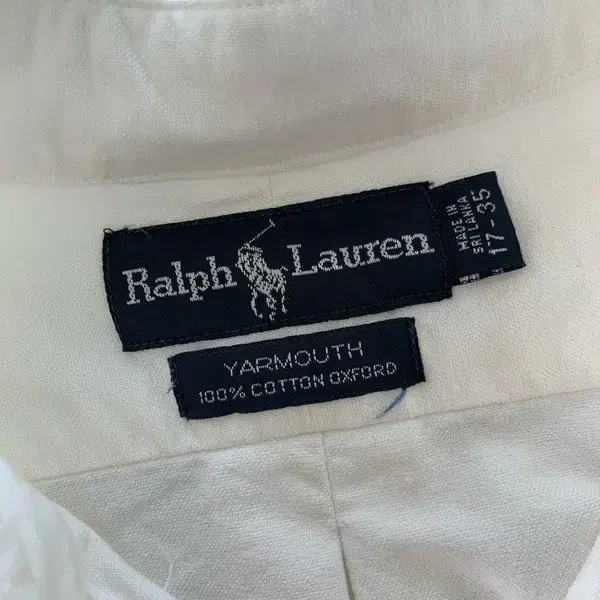 Ralph Lauren
MADE IN
SRI LANKA
17-35
YARMOUTH
100% COTTON OXFORD